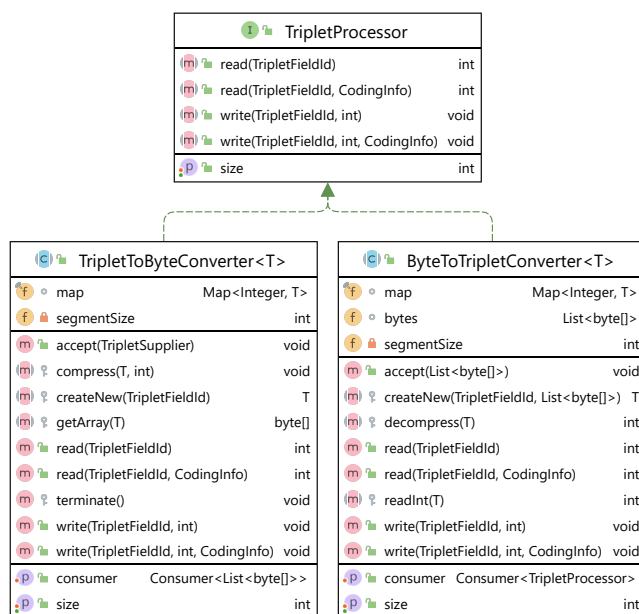 TripletProcessor
read(TripletFieldId) int
read(TripletFieldId, CodingInfo) int
write(TripletFieldId, int) void
write(TripletFieldId, int, CodingInfo) void
size int
TripletToByteConverter<T>
map Map<Integer, T>
segmentSize int
accept(TripletSupplier) void
compress(T, int) void
createNew(TripletFieldId) T
getArray(T) byte[]
read(TripletFieldId) int
read(TripletFieldId, CodingInfo) int
terminate() void
write(TripletFieldId, int) void
write(TripletFieldId, int, CodingInfo) void
consumer Consumer<List<byte[]>>
size int
ByteToTripletConverter<T>
map Map<Integer, T>
bytes List<byte[]>
segmentSize int
accept(List<byte[]>) void
createNew(TripletFieldId, List<byte[]>) T
decompress(T) int
read(TripletFieldId) int
read(TripletFieldId, CodingInfo) int
readInt(T) int
write(TripletFieldId, int) void
write(TripletFieldId, int, CodingInfo) void
consumer Consumer<TripletProcessor>
size int